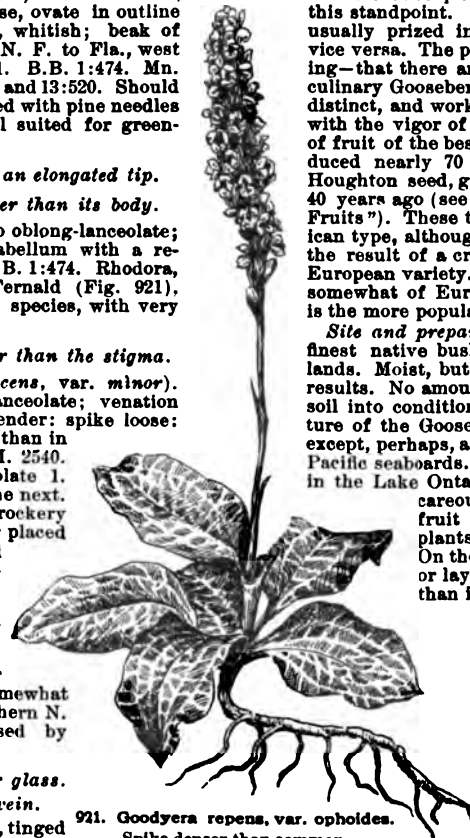 se, ovate in outline
, whitish; beak of
N. F. to Fla., west
B.B. 1:474. Mn.
and 13:520. Should
ed with pine needles
l suited for green-
an elongated tip.
er than its body.
o oblong-lanceolate;
abellum with a re-
B. 1:474. Rhodora,
Fernald (Fig. 921).
species, with very
r than the stigma.
cens, var. minor).
anceolate; venation
ender: spike loose:
than in
I. 2540.
olate 1.
he next.
rockery
placed
mewhat
thern N.
sed by
r glass.
vein.
, tinged
921. Goodyera repens, var. ophoides.
Spike denser than common.
this standpoint.
usually prized in
vice versa. The p
ing—that there ar
culinary Gooseber
distinct, and work
with the vigor of
of fruit of the bes
duced nearly 70
Houghton seed, g
40 years ago (see
Fruits"). These t
ican type, althoug
the result of a cr
European variety.
somewhat of Eur
is the more popula
Site and prepa
finest native bus
lands. Moist, but
results. No amou
soil into condition
ture of the Goose
except, perhaps, a
Pacific seaboards.
in the Lake Onta
careou
fruit
plants
On the
or lay
than i